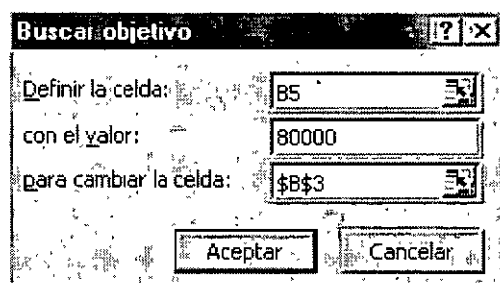 Buscar objetivo
Definir la celda: B5
con el valor: 80000
para cambiar la celda: $B$3
Aceptar Cancelar